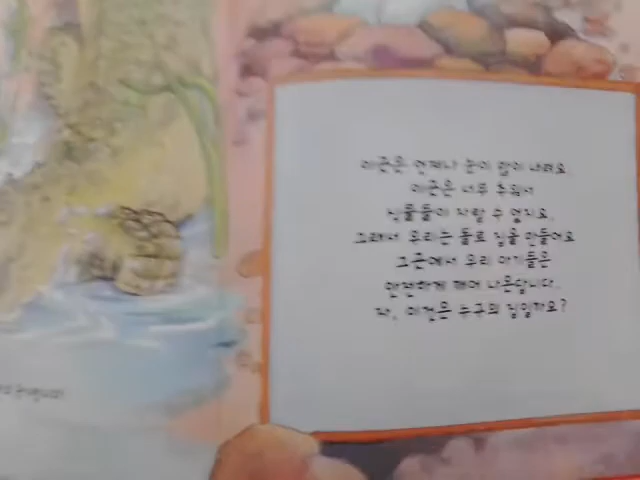 이곳은 언제나 눈이 많이 내려요.
이곳은 너무 추워서
식물들이 자랄 수 없지요.
그래서 우리는 돌로 집을 만들어요
그곳에서 우리 아기들은
안전하게 깨어 나온답니다.
자, 이것은 누구의 집일까요?